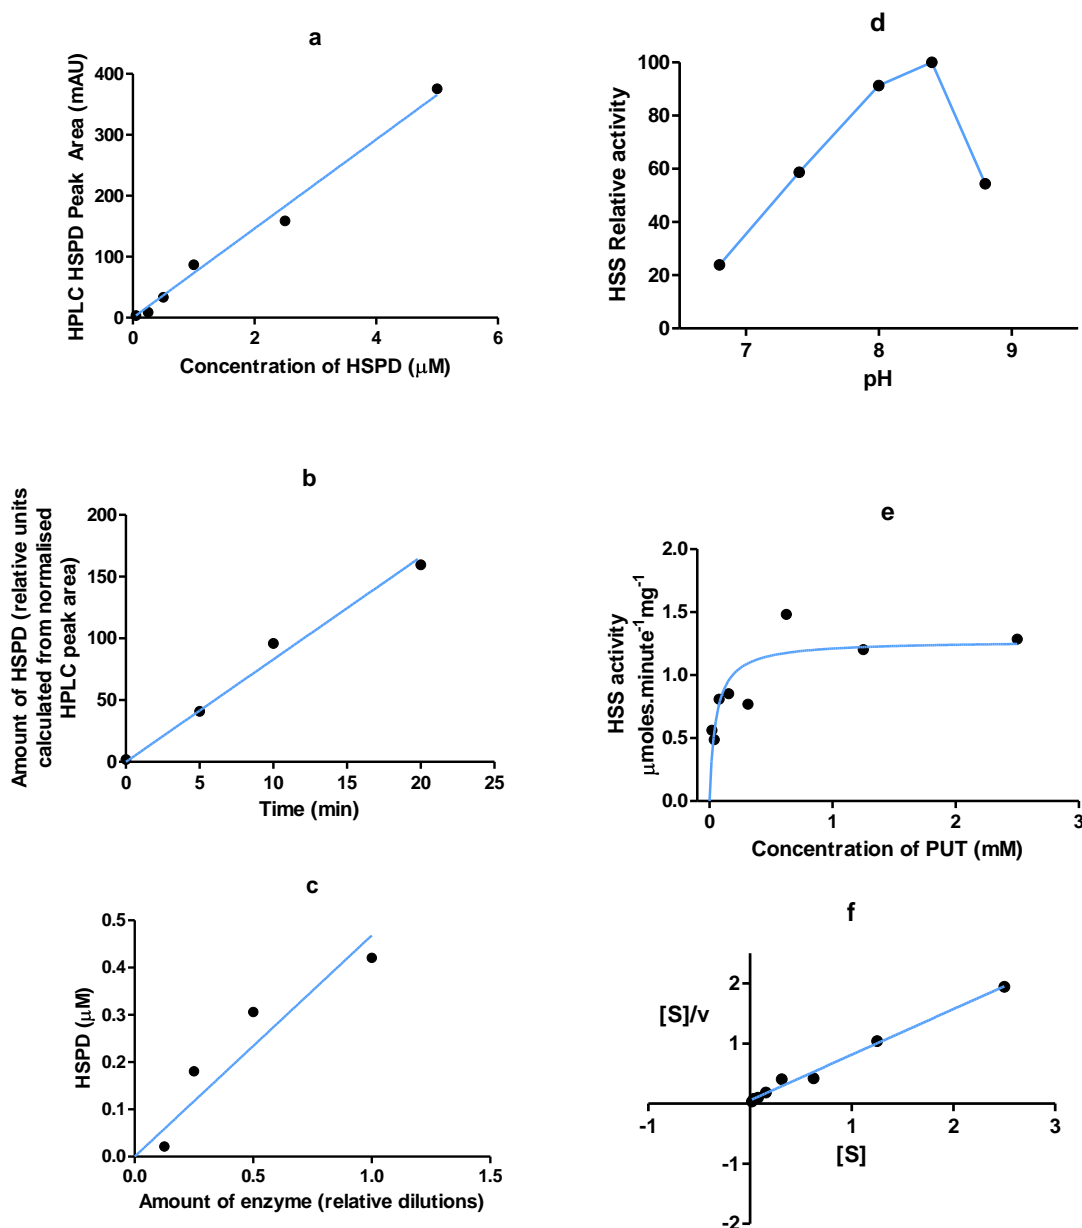 a
HPLC HSPD Peak Area (mAU)
400
300
200
100
0
0 2 4 6
Concentration of HSPD (μM)
d
HSS Relative activity
100
80
60
40
20
0
7 8 9
pH
b
Amount of HSPD (relative units
calculated from normalised
HPLC peak area)
200
150
100
50
0
0 5 10 15 20 25
Time (min)
e
HSS activity
μmoles.minute⁻¹mg⁻¹
2.0
1.5
1.0
0.5
0.0
0 1 2 3
Concentration of PUT (mM)
c
HSPD (μM)
0.5
0.4
0.3
0.2
0.1
0.0
0.0 0.5 1.0 1.5
Amount of enzyme (relative dilutions)
f
[S]/v
2
1
-1
-2
-1 1 2 3
[S]